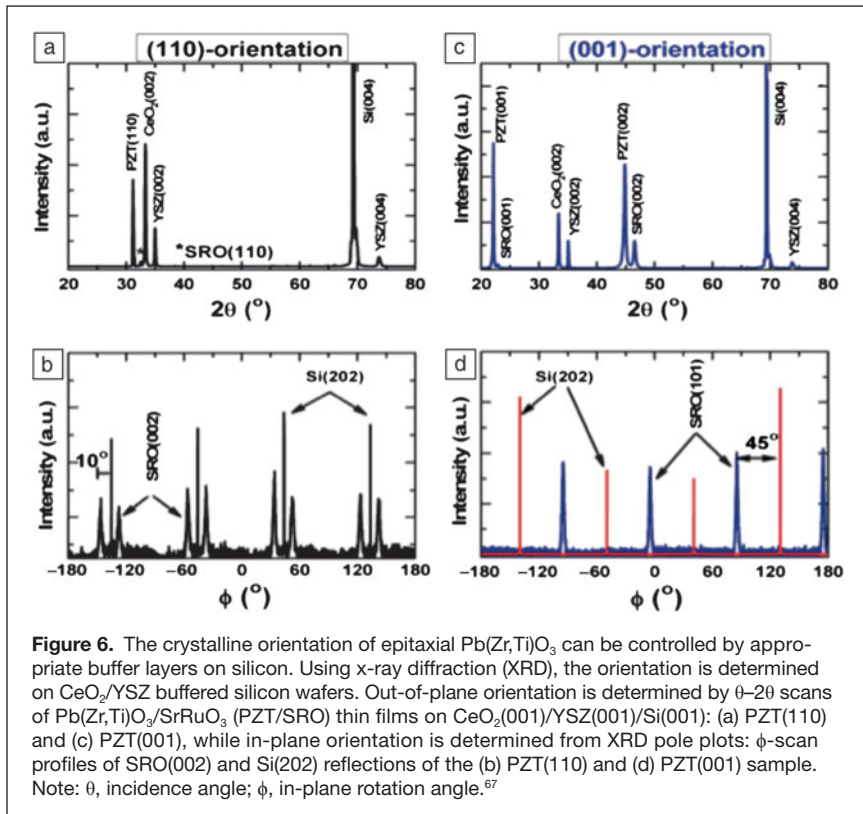 a
(110)-orientation
Intensity (a.u.)
PZT(110)
CeO₂(002)
YSZ(002)
*
*SRO(110)
Si(004)
YSZ(004)
20 30 40 50 60 70 80
2θ (°)
c
(001)-orientation
Intensity (a.u.)
PZT(001)
SRO(001)
CeO₂(002)
YSZ(002)
PZT(002)
SRO(002)
Si(004)
YSZ(004)
20 30 40 50 60 70 80
2θ (°)
b
Intensity (a.u.)
10°
SRO(002)
Si(202)
−180 −120 −60 0 60 120 180
ϕ (°)
d
Intensity (a.u.)
Si(202)
SRO(101)
45°
−180 −120 −60 0 60 120 180
ϕ (°)
Figure 6. The crystalline orientation of epitaxial Pb(Zr,Ti)O₃ can be controlled by appro-
priate buffer layers on silicon. Using x-ray diffraction (XRD), the orientation is determined
on CeO₂/YSZ buffered silicon wafers. Out-of-plane orientation is determined by θ–2θ scans
of Pb(Zr,Ti)O₃/SrRuO₃ (PZT/SRO) thin films on CeO₂(001)/YSZ(001)/Si(001): (a) PZT(110)
and (c) PZT(001), while in-plane orientation is determined from XRD pole plots: ϕ-scan
profiles of SRO(002) and Si(202) reflections of the (b) PZT(110) and (d) PZT(001) sample.
Note: θ, incidence angle; ϕ, in-plane rotation angle.⁶⁷